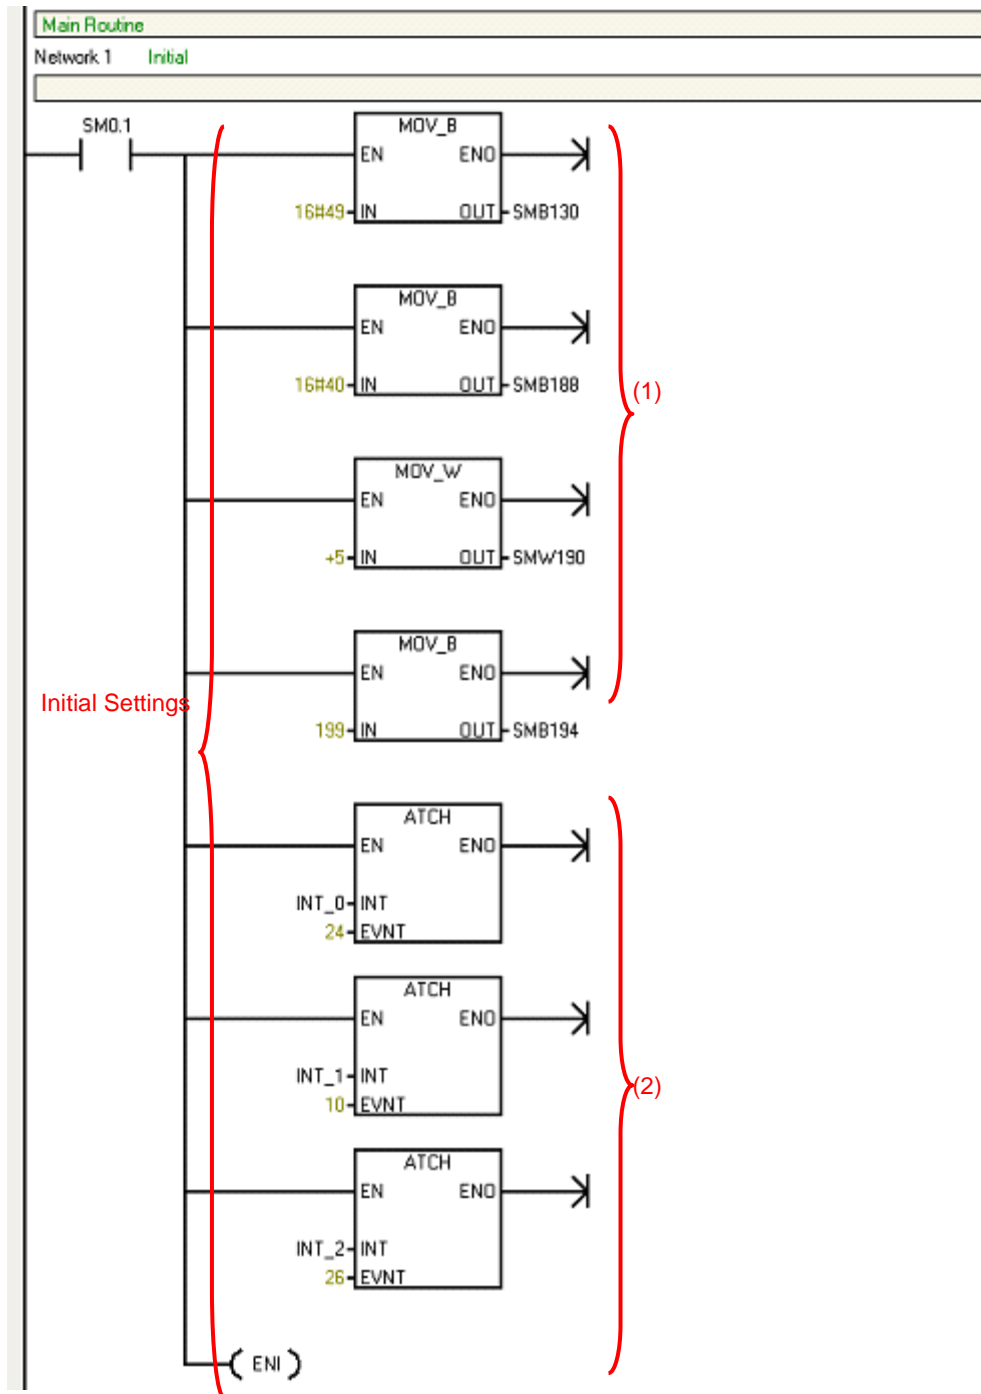 Main Routine
Network 1 Initial
SM0.1
MOV_B
EN ENO
16#49 IN OUT SMB130
MOV_B
EN ENO
16#40 IN OUT SMB188
(1)
MOV_W
EN ENO
+5 IN OUT SMW190
MOV_B
EN ENO
Initial Settings
199 IN OUT SMB194
ATCH
EN ENO
INT_0 INT
24 EVNT
ATCH
EN ENO
INT_1 INT
(2)
10 EVNT
ATCH
EN ENO
INT_2 INT
26 EVNT
( ENI )